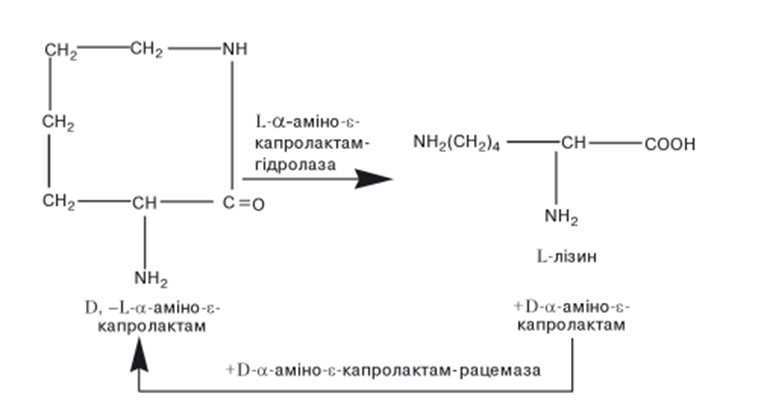 CH₂ CH₂ NH
L-α-аміно-ε-
капролактам-
гідролаза
CH₂
NH₂(CH₂)₄ CH COOH
CH₂ CH C=O
NH₂
L-лізин
NH₂
D, –L-α-аміно-ε-
капролактам
+D-α-аміно-ε-
капролактам
+D-α-аміно-ε-капролактам-рацемаза